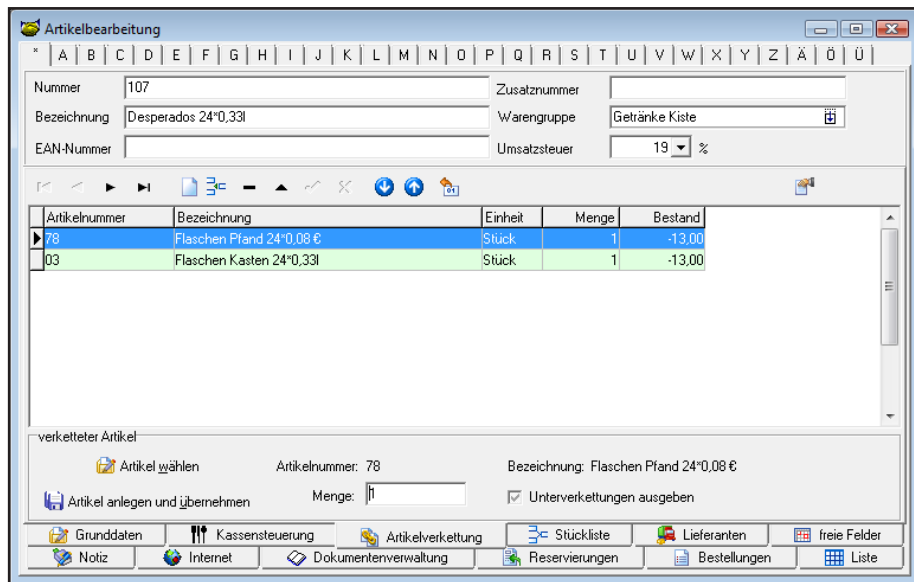 Artikelbearbeitung
* A B C D E F G H I J K L M N O P Q R S T U V W X Y Z Ä Ö Ü
Nummer 107 Zusatznummer
Bezeichnung Desperados 24*0,33l Warengruppe Getränke Kiste
EAN-Nummer Umsatzsteuer 19 %
Artikelnummer Bezeichnung Einheit Menge Bestand
78 Flaschen Pfand 24*0,08 € Stück 1 -13,00
03 Flaschen Kasten 24*0,33l Stück 1 -13,00
verketteter Artikel
Artikel wählen Artikelnummer: 78 Bezeichnung: Flaschen Pfand 24*0,08 €
Artikel anlegen und übernehmen Menge: 1 Unterverkettungen ausgeben
Grunddaten Kassensteuerung Artikelverkettung Stückliste Lieferanten freie Felder
Notiz Internet Dokumentenverwaltung Reservierungen Bestellungen Liste